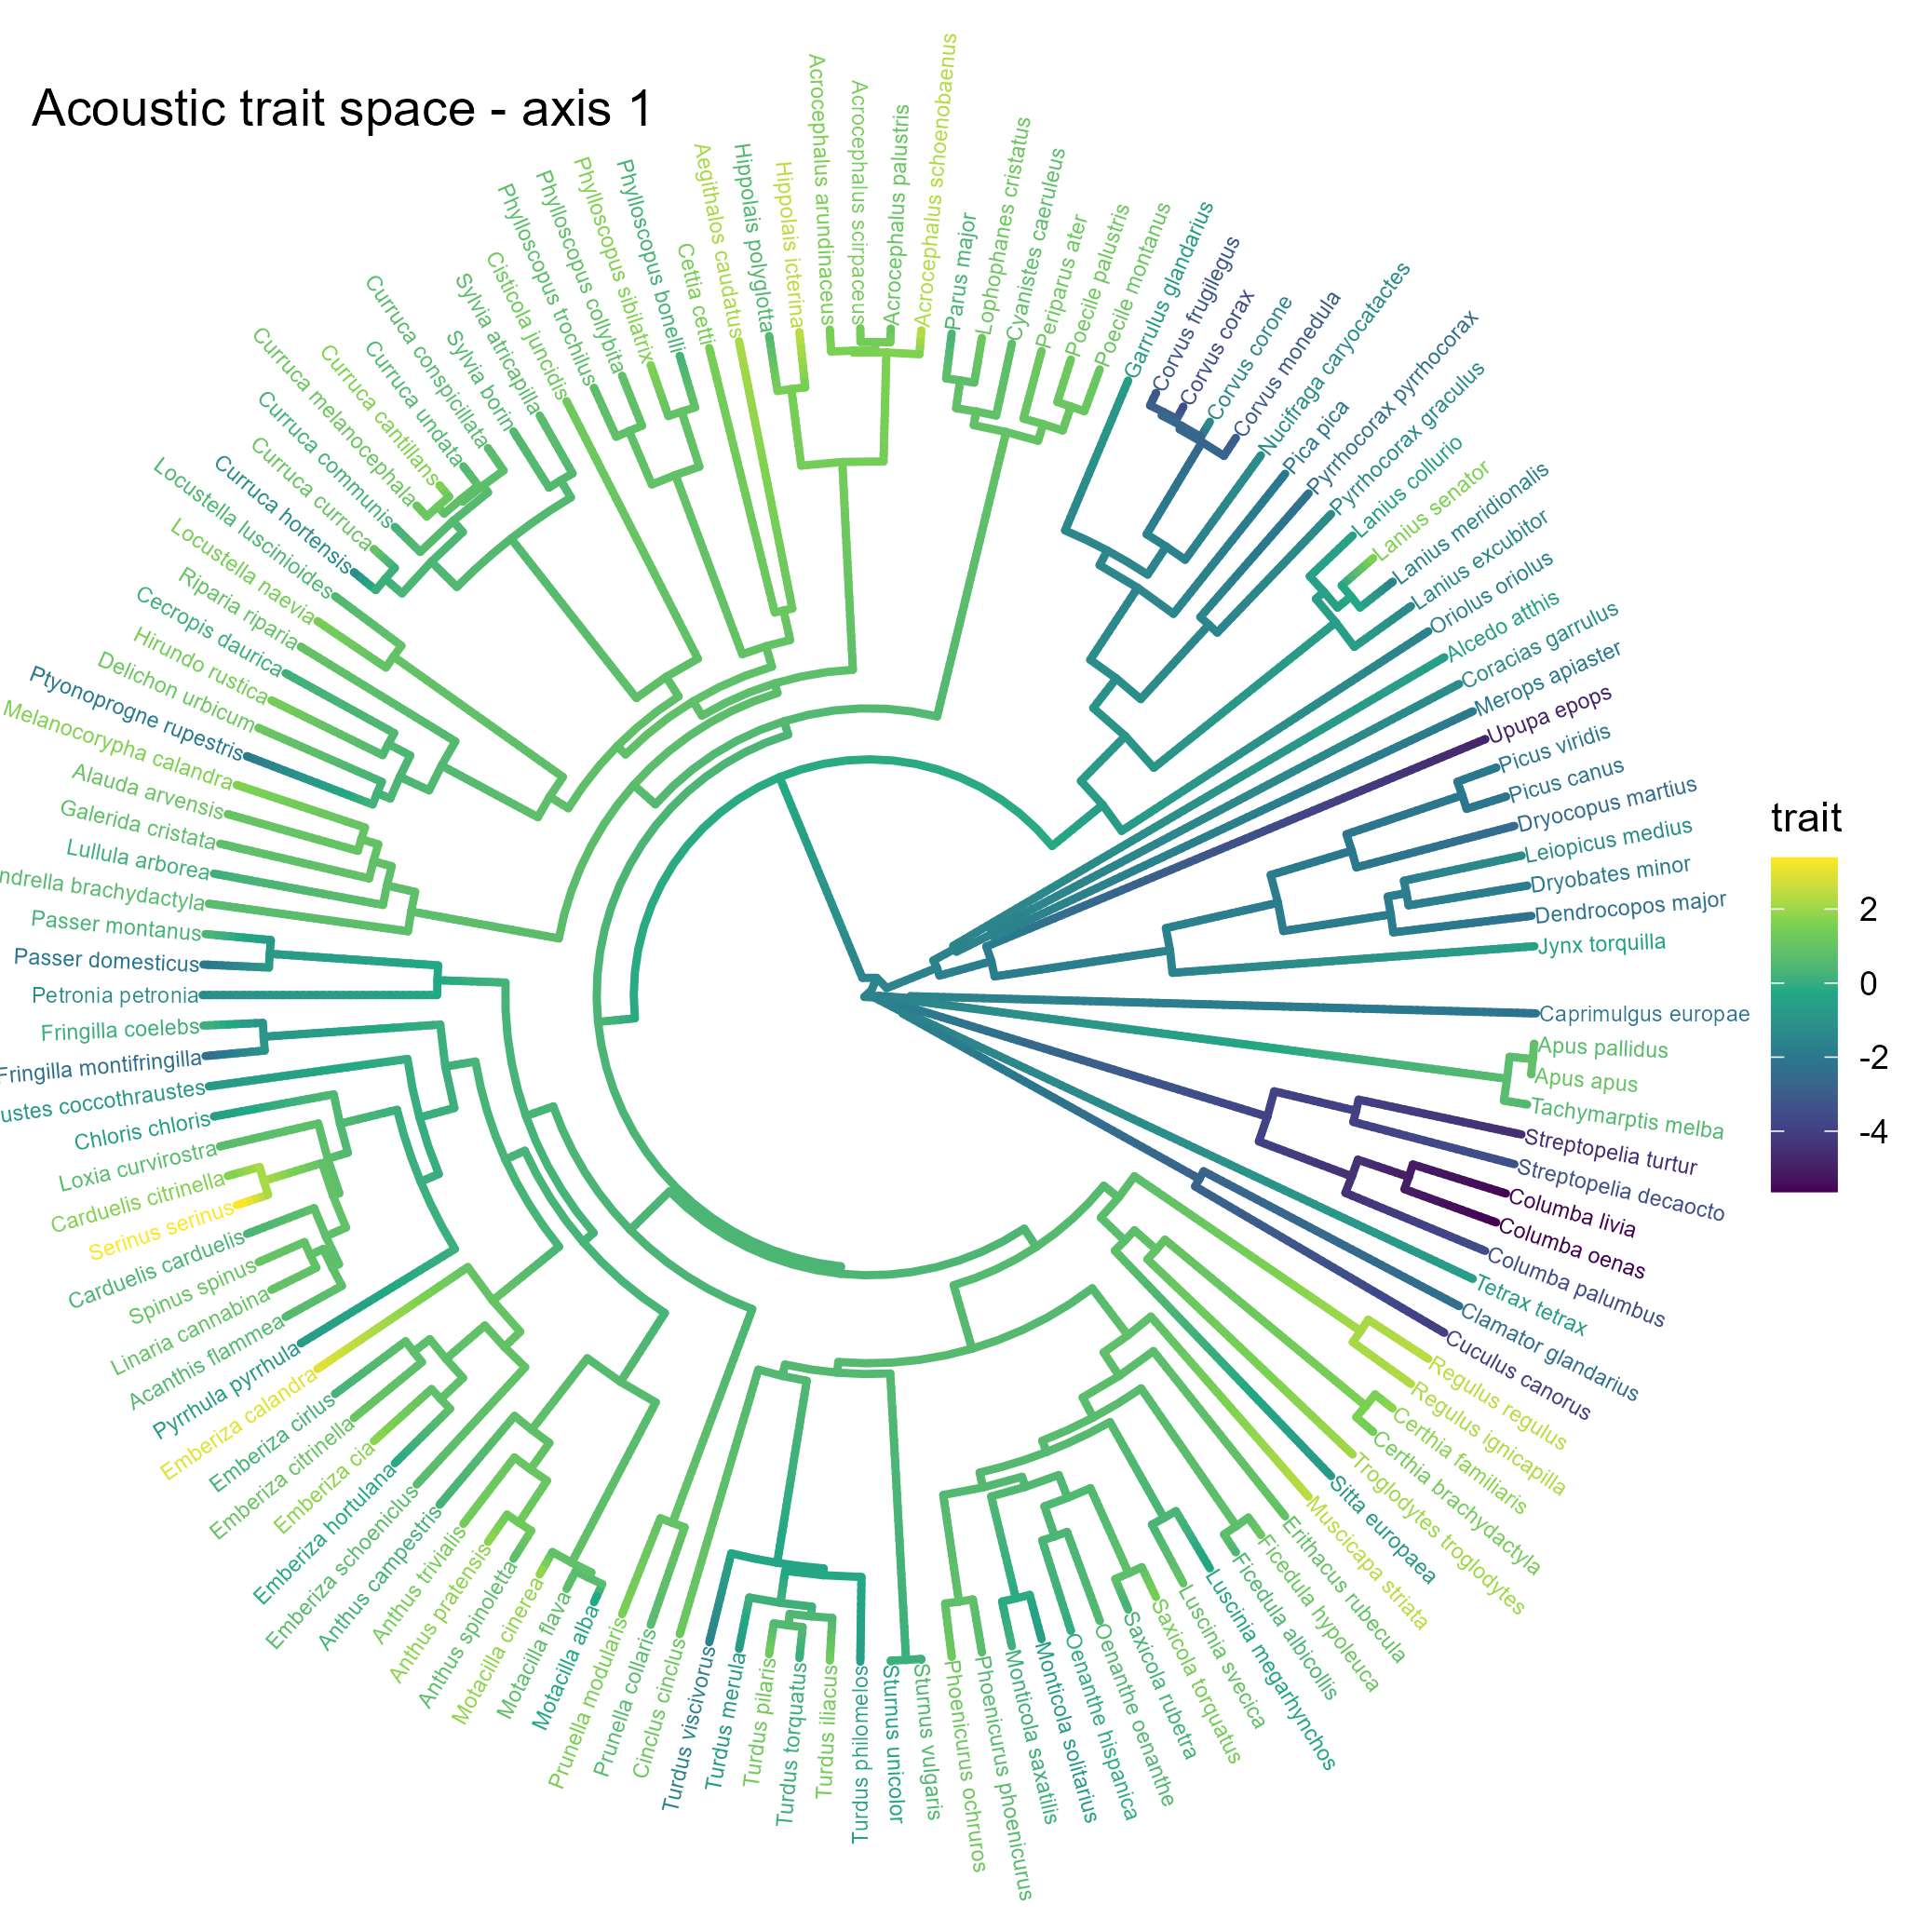 Acoustic trait space - axis 1
Acrocephalus arundinaceus
Acrocephalus scirpaceus
Acrocephalus palustris
Acrocephalus schoenobaenus
Parus major
Lophophanes cristatus
Cyanistes caeruleus
Periparus ater
Poecile palustris
Poecile montanus
Garrulus glandarius
Corvus frugilegus
Corvus corax
Corvus corone
Corvus monedula
Nucifraga caryocatactes
Pica pica
Pyrrhocorax pyrrhocorax
Pyrrhocorax graculus
Lanius collurio
Lanius senator
Lanius meridionalis
Lanius excubitor
Oriolus oriolus
Alcedo atthis
Coracias garrulus
Merops apiaster
Upupa epops
Picus viridis
Picus canus
Dryocopus martius
Leiopicus medius
Dryobates minor
Dendrocopos major
Jynx torquilla
Caprimulgus europae
Apus pallidus
Apus apus
Tachymarptis melba
Streptopelia turtur
Streptopelia decaocto
Columba livia
Columba oenas
Columba palumbus
Tetrax tetrax
Clamator glandarius
Cuculus canorus
Regulus regulus
Regulus ignicapilla
Certhia familiaris
Certhia brachydactyla
Troglodytes troglodytes
Sitta europaea
Muscicapa striata
Erithacus rubecula
Ficedula hypoleuca
Ficedula albicollis
Luscinia megarhynchos
Luscinia svecica
Saxicola torquatus
Saxicola rubetra
Oenanthe oenanthe
Oenanthe hispanica
Monticola solitarius
Monticola saxatilis
Phoenicurus phoenicurus
Phoenicurus ochruros
Sturnus vulgaris
Sturnus unicolor
Turdus philomelos
Turdus iliacus
Turdus torquatus
Turdus pilaris
Turdus merula
Turdus viscivorus
Cinclus cinclus
Prunella collaris
Prunella modularis
Motacilla alba
Motacilla flava
Motacilla cinerea
Anthus spinoletta
Anthus pratensis
Anthus trivialis
Anthus campestris
Emberiza schoeniclus
Emberiza hortulana
Emberiza cia
Emberiza citrinella
Emberiza cirlus
Emberiza calandra
Pyrrhula pyrrhula
Acanthis flammea
Linaria cannabina
Spinus spinus
Carduelis carduelis
Serinus serinus
Carduelis citrinella
Loxia curvirostra
Chloris chloris
ustes coccothraustes
Fringilla montifringilla
Fringilla coelebs
Petronia petronia
Passer domesticus
Passer montanus
ndrella brachydactyla
Lullula arborea
Galerida cristata
Alauda arvensis
Melanocorypha calandra
Ptyonoprogne rupestris
Delichon urbicum
Hirundo rustica
Cecropis daurica
Riparia riparia
Locustella naevia
Locustella luscinioides
Curruca hortensis
Curruca curruca
Curruca communis
Curruca melanocephala
Curruca cantillans
Curruca undata
Curruca conspicillata
Sylvia borin
Sylvia atricapilla
Cisticola juncidis
Phylloscopus trochilus
Phylloscopus collybita
Phylloscopus sibilatrix
Phylloscopus bonelli
Cettia cetti
Aegithalos caudatus
Hippolais polyglotta
Hippolais icterina
trait
2
0
-2
-4